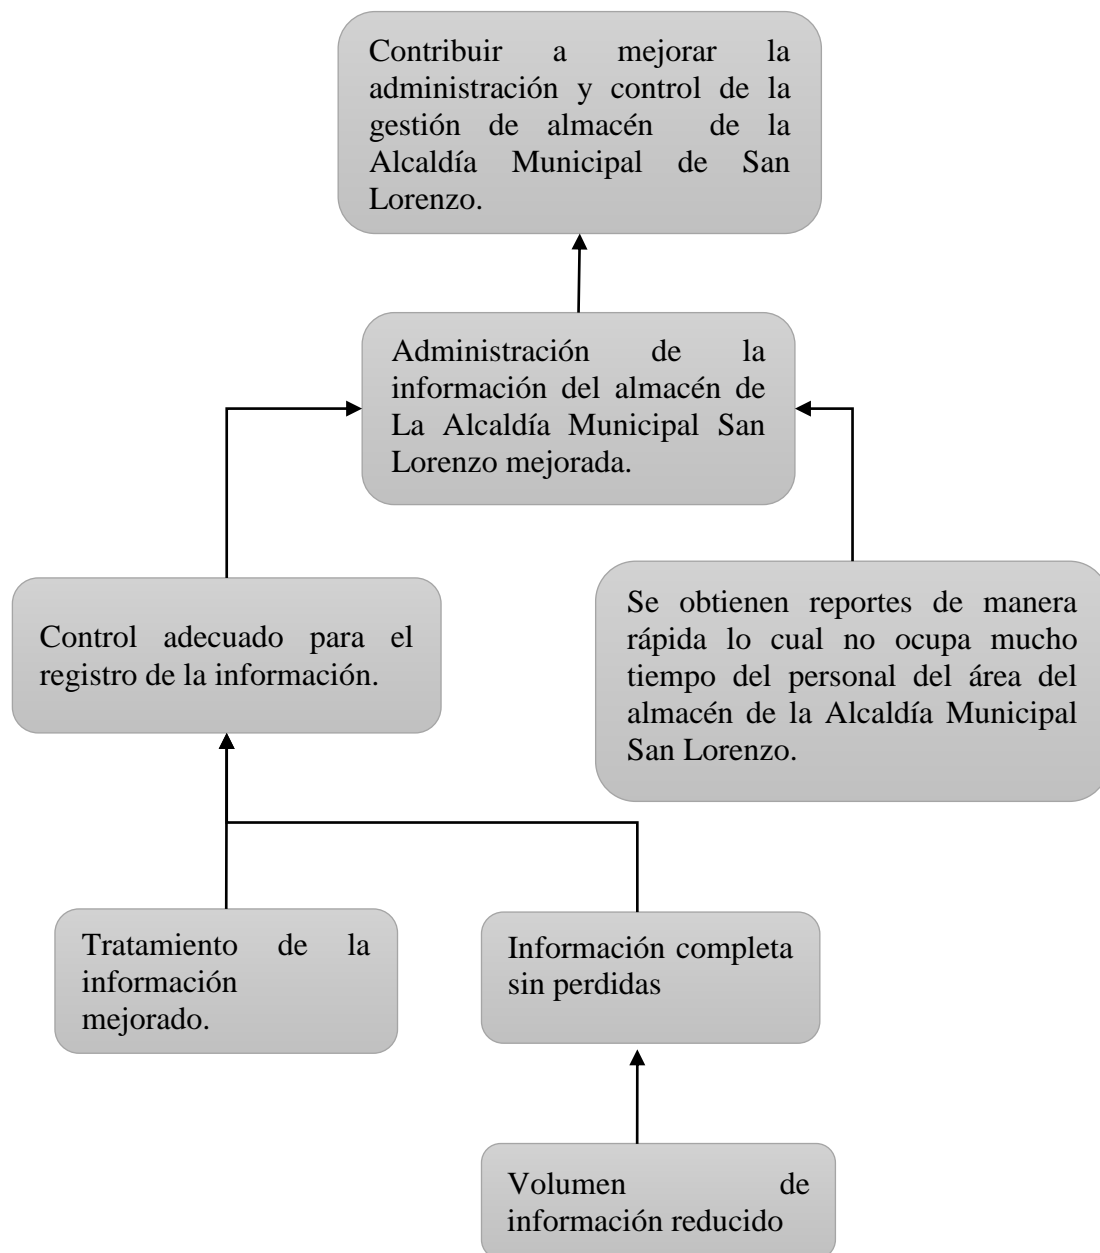 Contribuir a mejorar la
administración y control de la
gestión de almacén de la
Alcaldía Municipal de San
Lorenzo.
Administración de la
información del almacén de
La Alcaldía Municipal San
Lorenzo mejorada.
Control adecuado para el
registro de la información.
Se obtienen reportes de manera
rápida lo cual no ocupa mucho
tiempo del personal del área del
almacén de la Alcaldía Municipal
San Lorenzo.
Tratamiento de la
información
mejorado.
Información completa
sin perdidas
Volumen de
información reducido